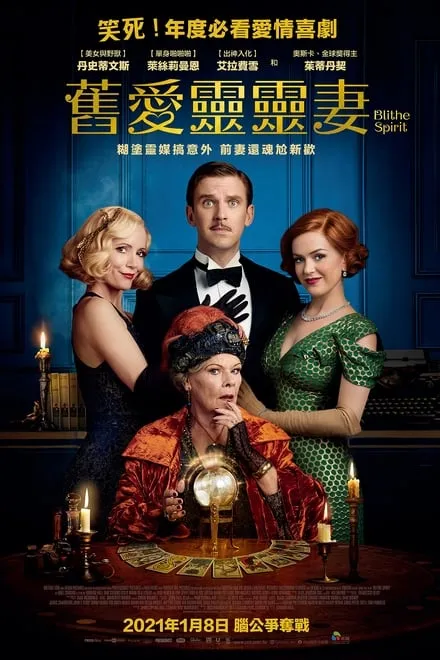 笑死!年度必看愛情喜劇
【美女與野獸】
丹史蒂文斯
【單身啪啪啪】
萊絲莉曼恩
【出神入化】
艾拉費雪
和
奧斯卡、金球獎得主
茱蒂丹契
舊愛靈靈妻
Blithe
Spirit
糊塗靈媒搞意外 前妻還魂尬新歡
2021年1月8日 腦公爭奪戰